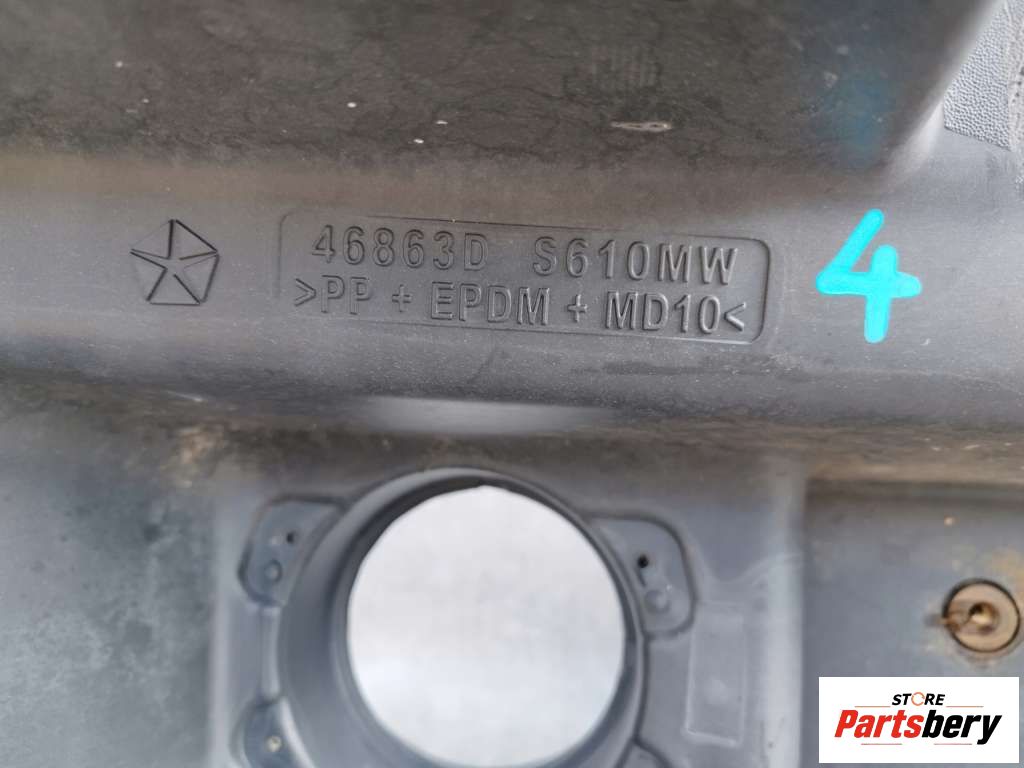 46863D S610MW
>PP + EPDM + MD10<
4
STORE
Partsbery